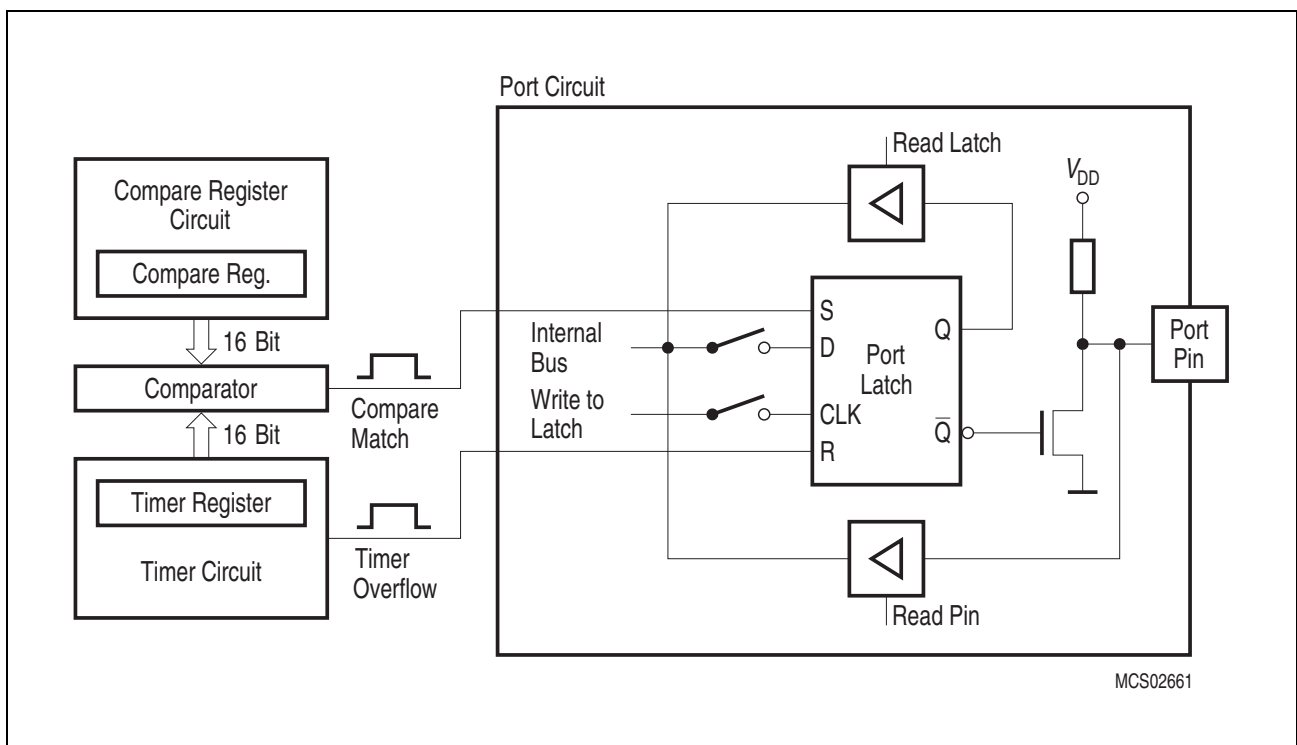 Port Circuit
Read Latch
V_DD
Compare Register
Circuit
Compare Reg.
16 Bit
Comparator
16 Bit
Timer Register
Timer Circuit
Compare
Match
Timer
Overflow
Internal
Bus
Write to
Latch
S
D
CLK
R
Port
Latch
Q
Q̅
Port
Pin
Read Pin
MCS02661